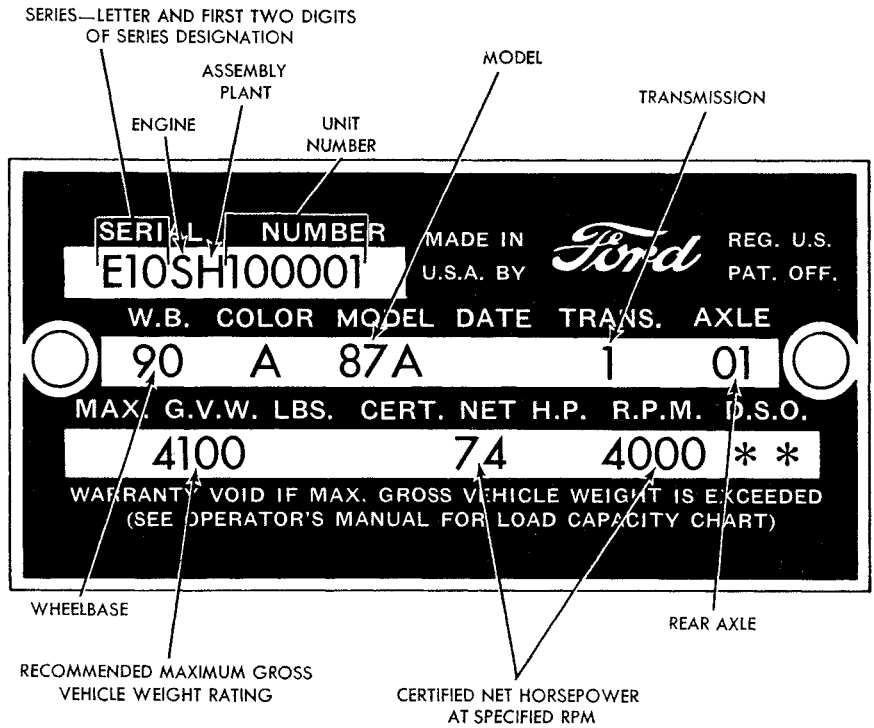 SERIES—LETTER AND FIRST TWO DIGITS
OF SERIES DESIGNATION
ASSEMBLY
PLANT
MODEL
ENGINE
UNIT
NUMBER
TRANSMISSION
SERIAL NUMBER
E10SH100001
MADE IN
U.S.A. BY
Ford
REG. U.S.
PAT. OFF.
W.B. COLOR MODEL DATE TRANS. AXLE
90 A 87A 1 01
MAX. G.V.W. LBS. CERT. NET H.P. R.P.M. D.S.O.
4100 74 4000 **
WARRANTY VOID IF MAX. GROSS VEHICLE WEIGHT IS EXCEEDED
(SEE OPERATOR'S MANUAL FOR LOAD CAPACITY CHART)
WHEELBASE
REAR AXLE
RECOMMENDED MAXIMUM GROSS
VEHICLE WEIGHT RATING
CERTIFIED NET HORSEPOWER
AT SPECIFIED RPM